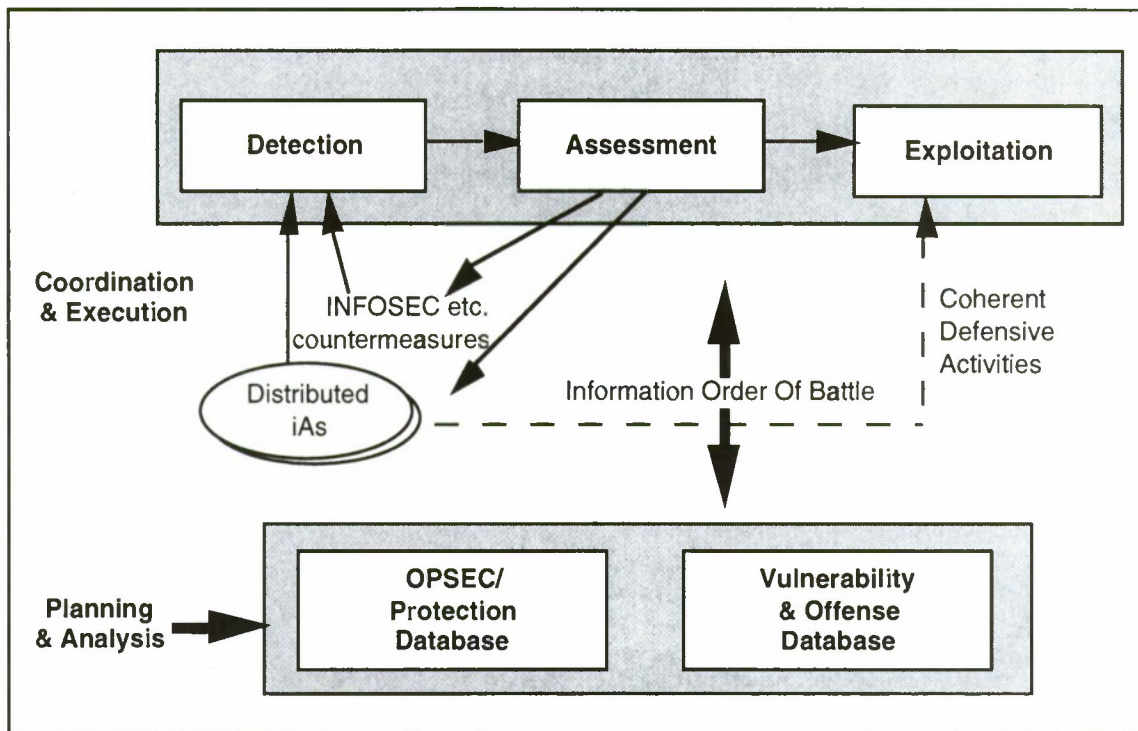 Detection
Assessment
Exploitation
Coordination
& Execution
INFOSEC etc.
countermeasures
Coherent
Defensive
Activities
Distributed
iAs
Information Order Of Battle
Planning
& Analysis
OPSEC/
Protection
Database
Vulnerability
& Offense
Database